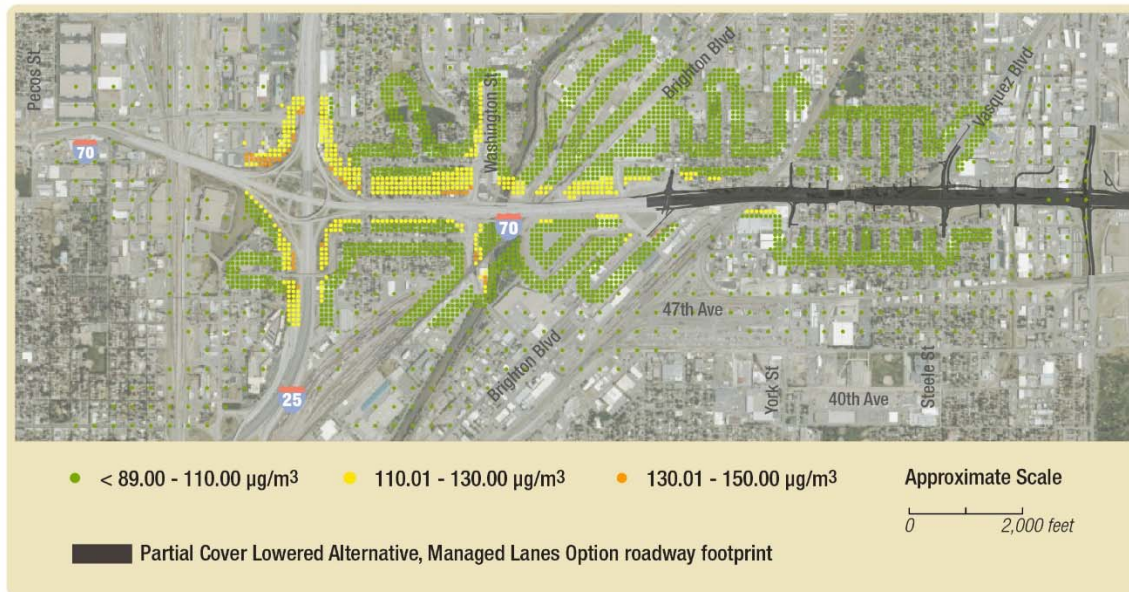 Pecos St.
Washington St.
Brighton Blvd
Vasquez Blvd
70
70
47th Ave
Brighton Blvd
York St
40th Ave
Steele St
25
< 89.00 - 110.00 µg/m3
110.01 - 130.00 µg/m3
130.01 - 150.00 µg/m3
Approximate Scale
0
2,000 feet
Partial Cover Lowered Alternative, Managed Lanes Option roadway footprint